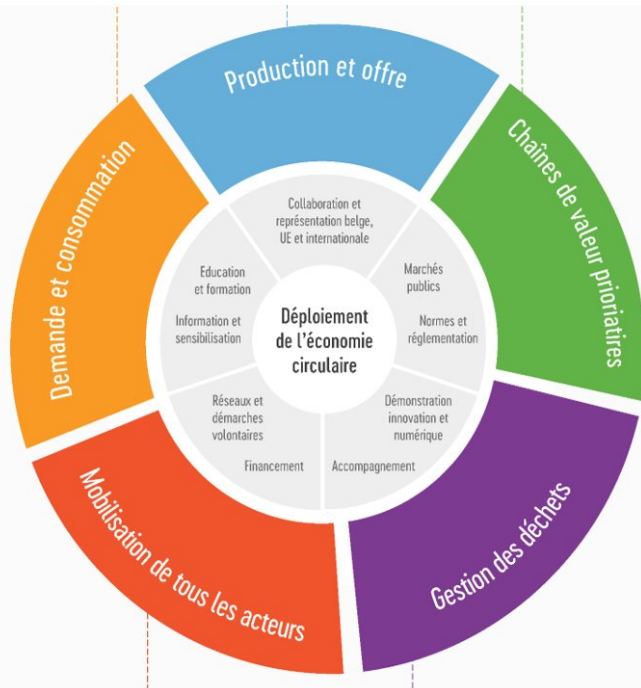 Production et offre
Chaînes de valeur prioriatires
Gestion des déchets
Mobilisation de tous les acteurs
Demande et consommation
Collaboration et
représentation belge,
UE et internationale
Marchés
publics
Normes et
réglementation
Démonstration
innovation et
numérique
Accompagnement
Financement
Réseaux et
démarches
volontaires
Information et
sensibilisation
Education
et formation
Déploiement
de l'économie
circulaire